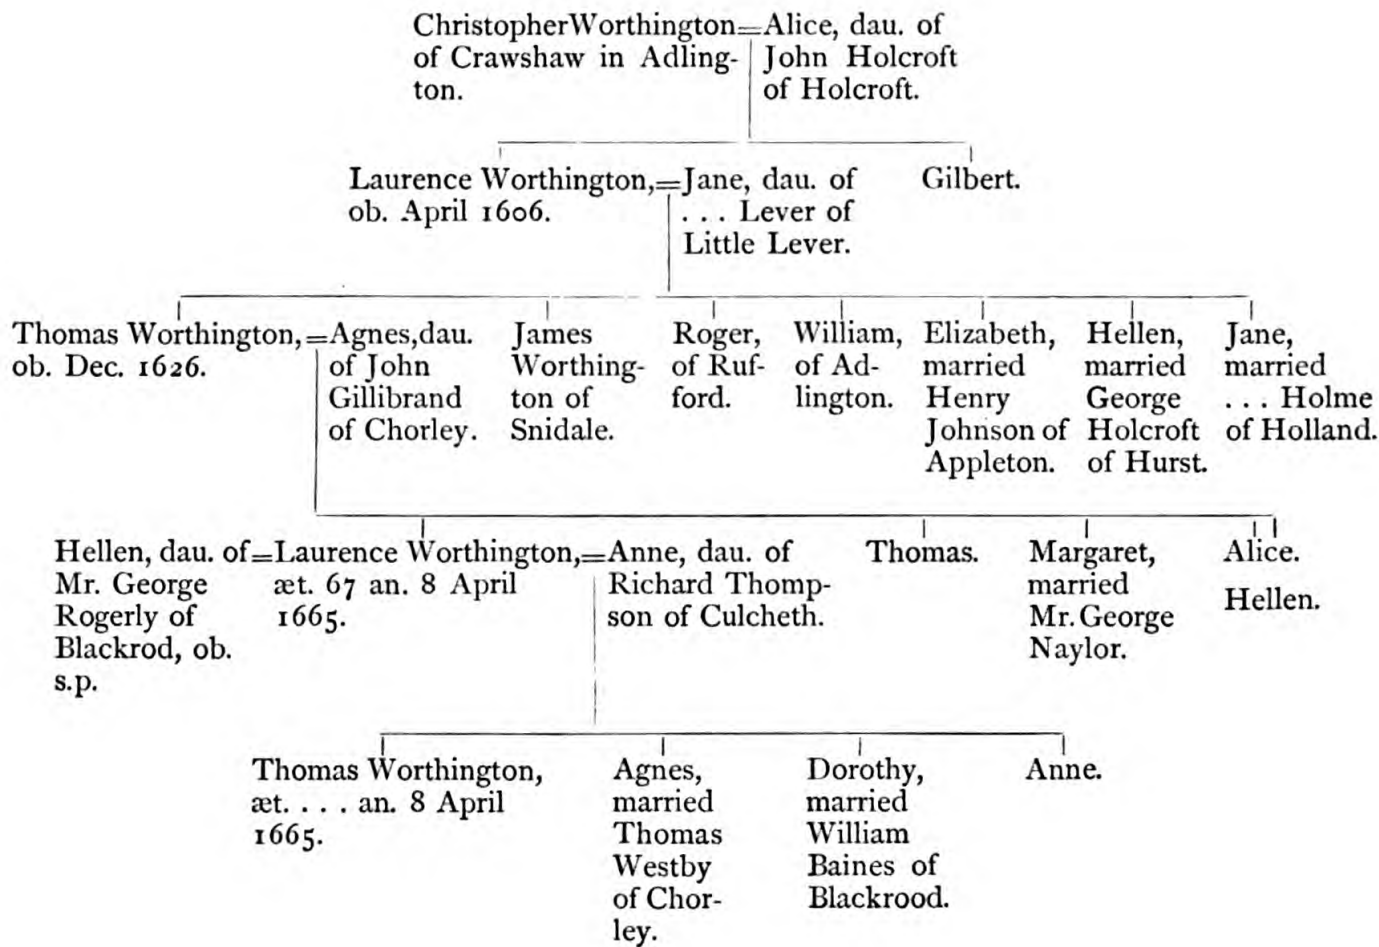 Christopher Worthington=Alice, dau. of
of Crawshaw in Adling- John Holcroft
ton. of Holcroft.
Laurence Worthington,=Jane, dau. of Gilbert.
ob. April 1606. . . . Lever of
Little Lever.
Thomas Worthington,=Agnes, dau. James Roger, William, Elizabeth, Hellen, Jane,
ob. Dec. 1626. of John Worthing- of Ruf- of Ad- married married married
Gillibrand ton of ford. lington. Henry George . . . Holme
of Chorley. Snidale. Johnson of Holcroft of Holland.
Appleton. of Hurst.
Hellen, dau. of=Laurence Worthington,=Anne, dau. of Thomas. Margaret, Alice.
Mr. George æt. 67 an. 8 April Richard Thomp- married Hellen.
Rogerly of 1665. son of Culcheth. Mr. George
Blackrod, ob. Naylor.
s.p.
Thomas Worthington, Agnes, Dorothy, Anne.
æt. . . . an. 8 April married married
1665. Thomas William
Westby Baines of
of Chor- Blackrood.
ley.